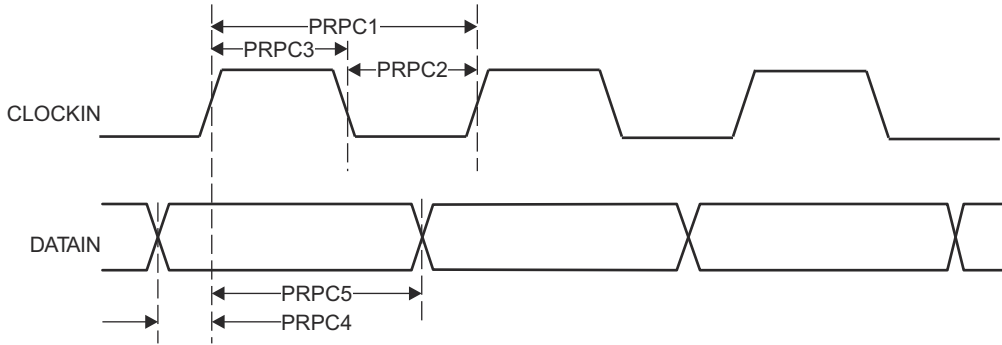 PRPC1
PRPC3
PRPC2
CLOCKIN
DATAIN
PRPC5
PRPC4